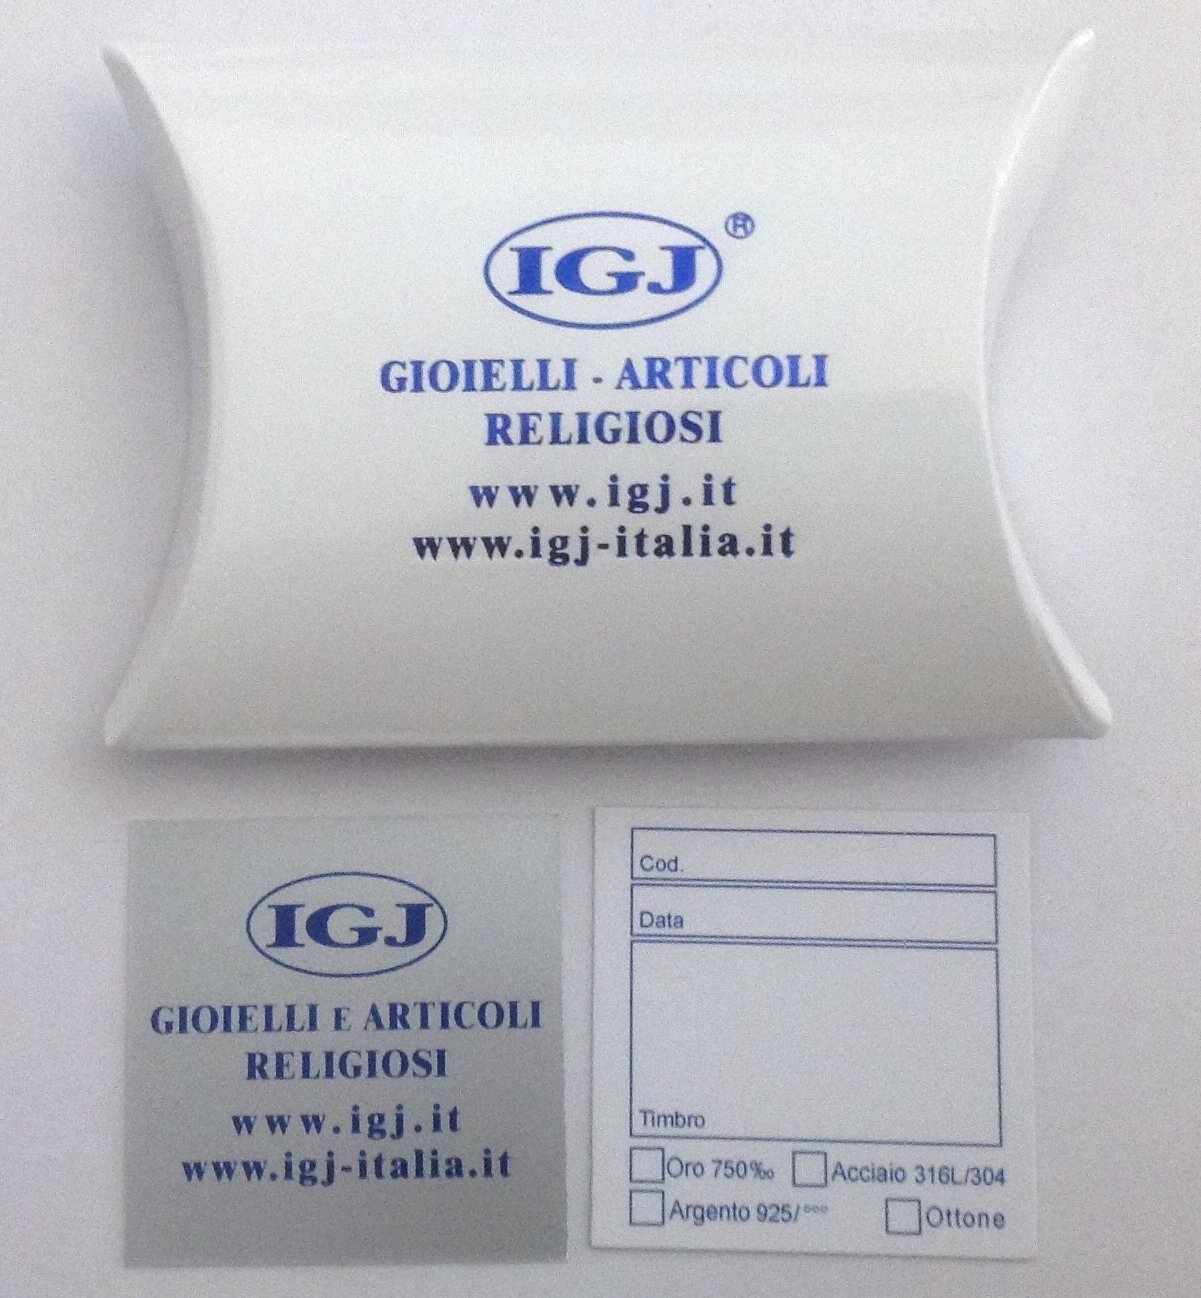 IGJ ®
GIOIELLI - ARTICOLI
RELIGIOSI
www.igj.it
www.igj-italia.it
IGJ
GIOIELLI E ARTICOLI
RELIGIOSI
www.igj.it
www.igj-italia.it
Cod.
Data
Timbro
Oro 750‰ Acciaio 316L/304
Argento 925/°°° Ottone